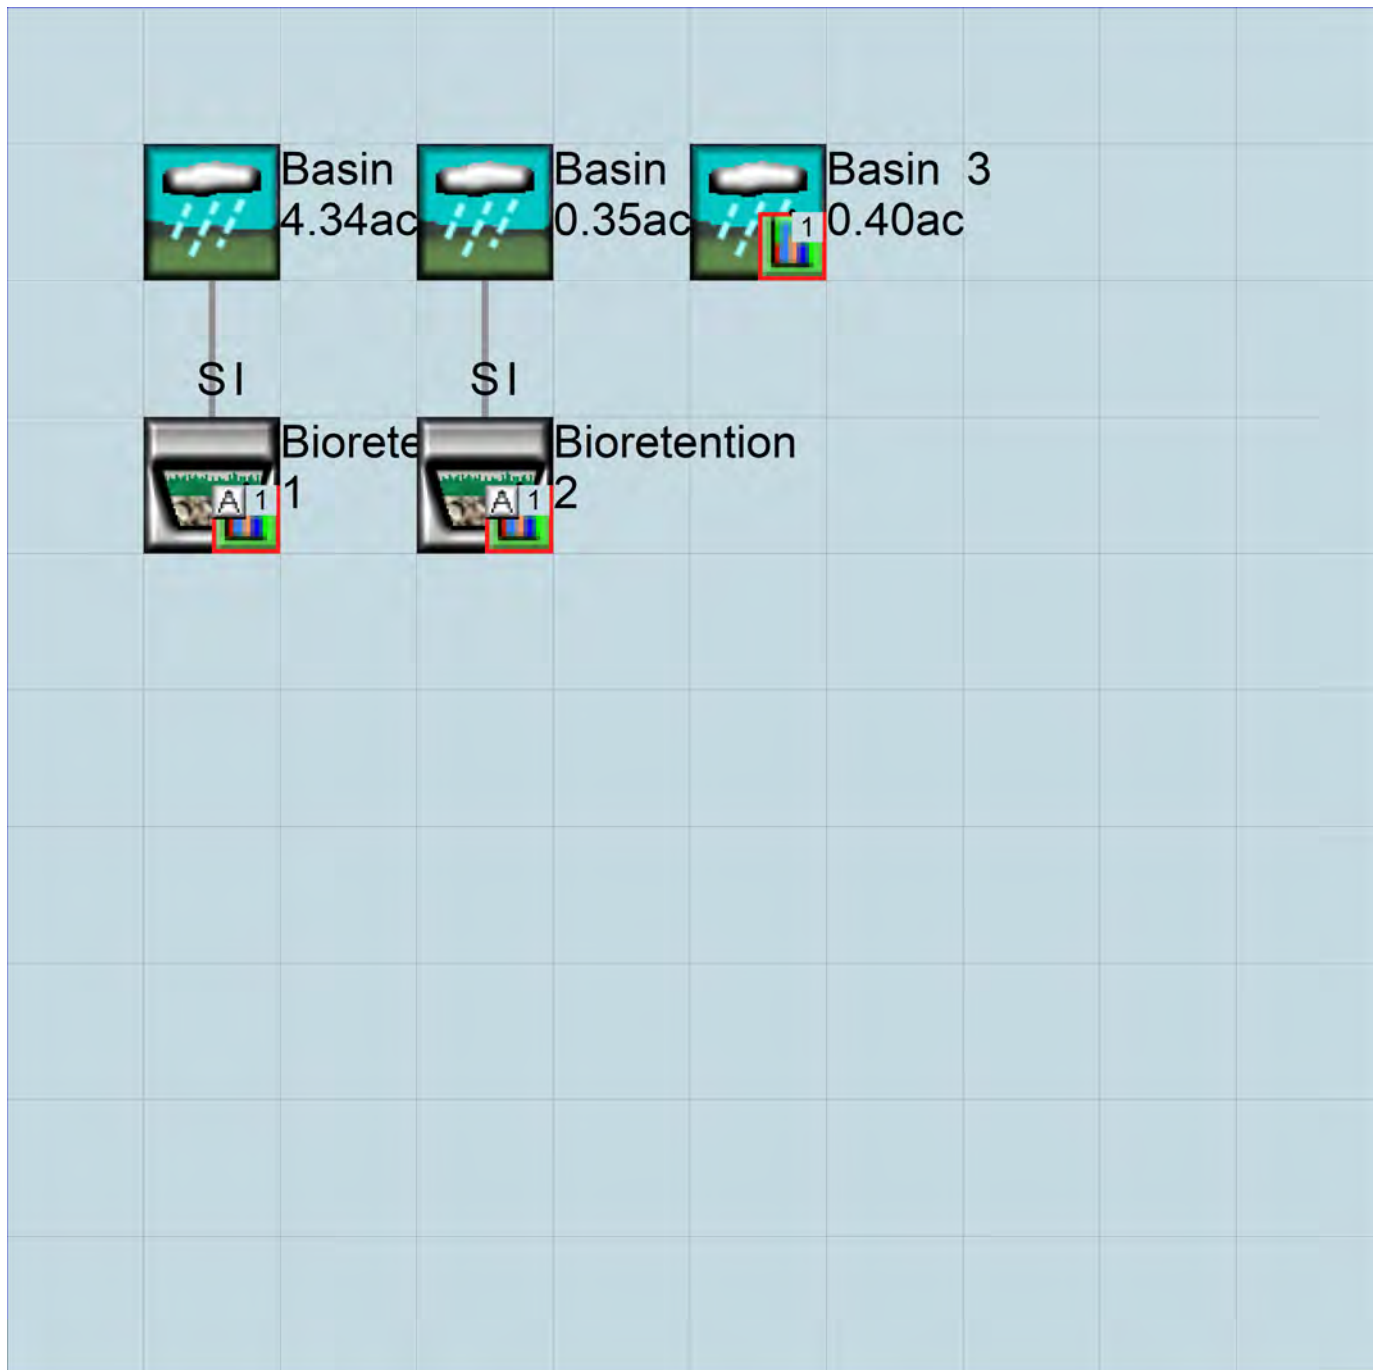 Basin
4.34ac
Basin
0.35ac
Basin 3
0.40ac
1
SI
SI
Biorete
1
A 1
Bioretention
2
A 1